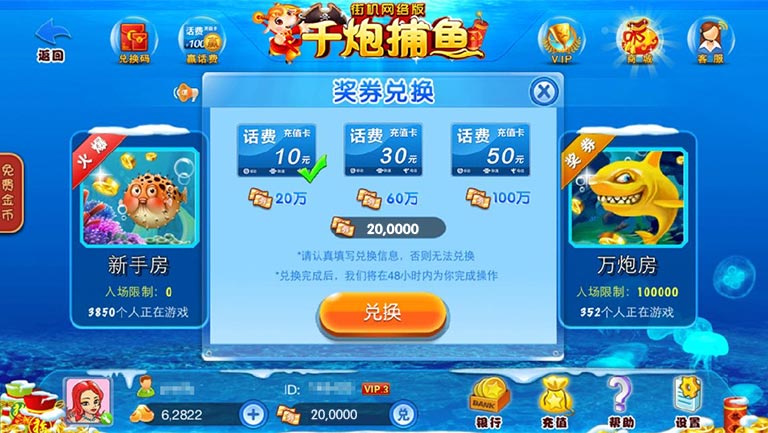 街机网络版
千炮捕鱼
返回
兑换码
话费
¥100
赢话费
VIP
商城
客服
奖券兑换
话费 充值卡
10元
话费 充值卡
30元
话费 充值卡
50元
20万
60万
100万
20,0000
*请认真填写兑换信息，否则无法兑换
*兑换完成后，我们将在48小时内为你完成操作
兑换
免费金币
火爆
新手房
入场限制：0
3850个人正在游戏
奖券
万炮房
入场限制：100000
352个人正在游戏
ID:
VIP.3
6,2822
20,0000
兑
BANK
银行
充值
帮助
设置